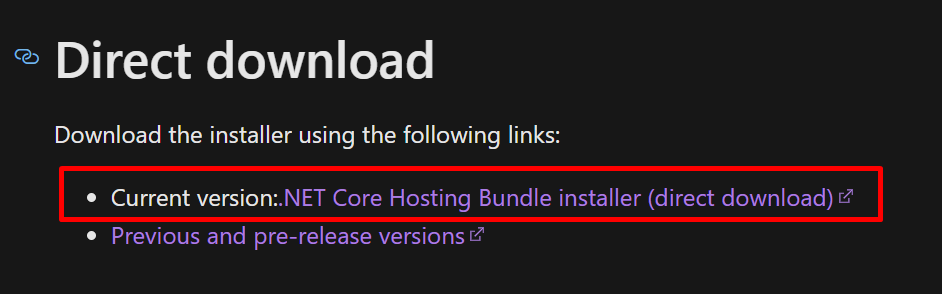 Direct download
Download the installer using the following links:
Current version:.NET Core Hosting Bundle installer (direct download)
Previous and pre-release versions